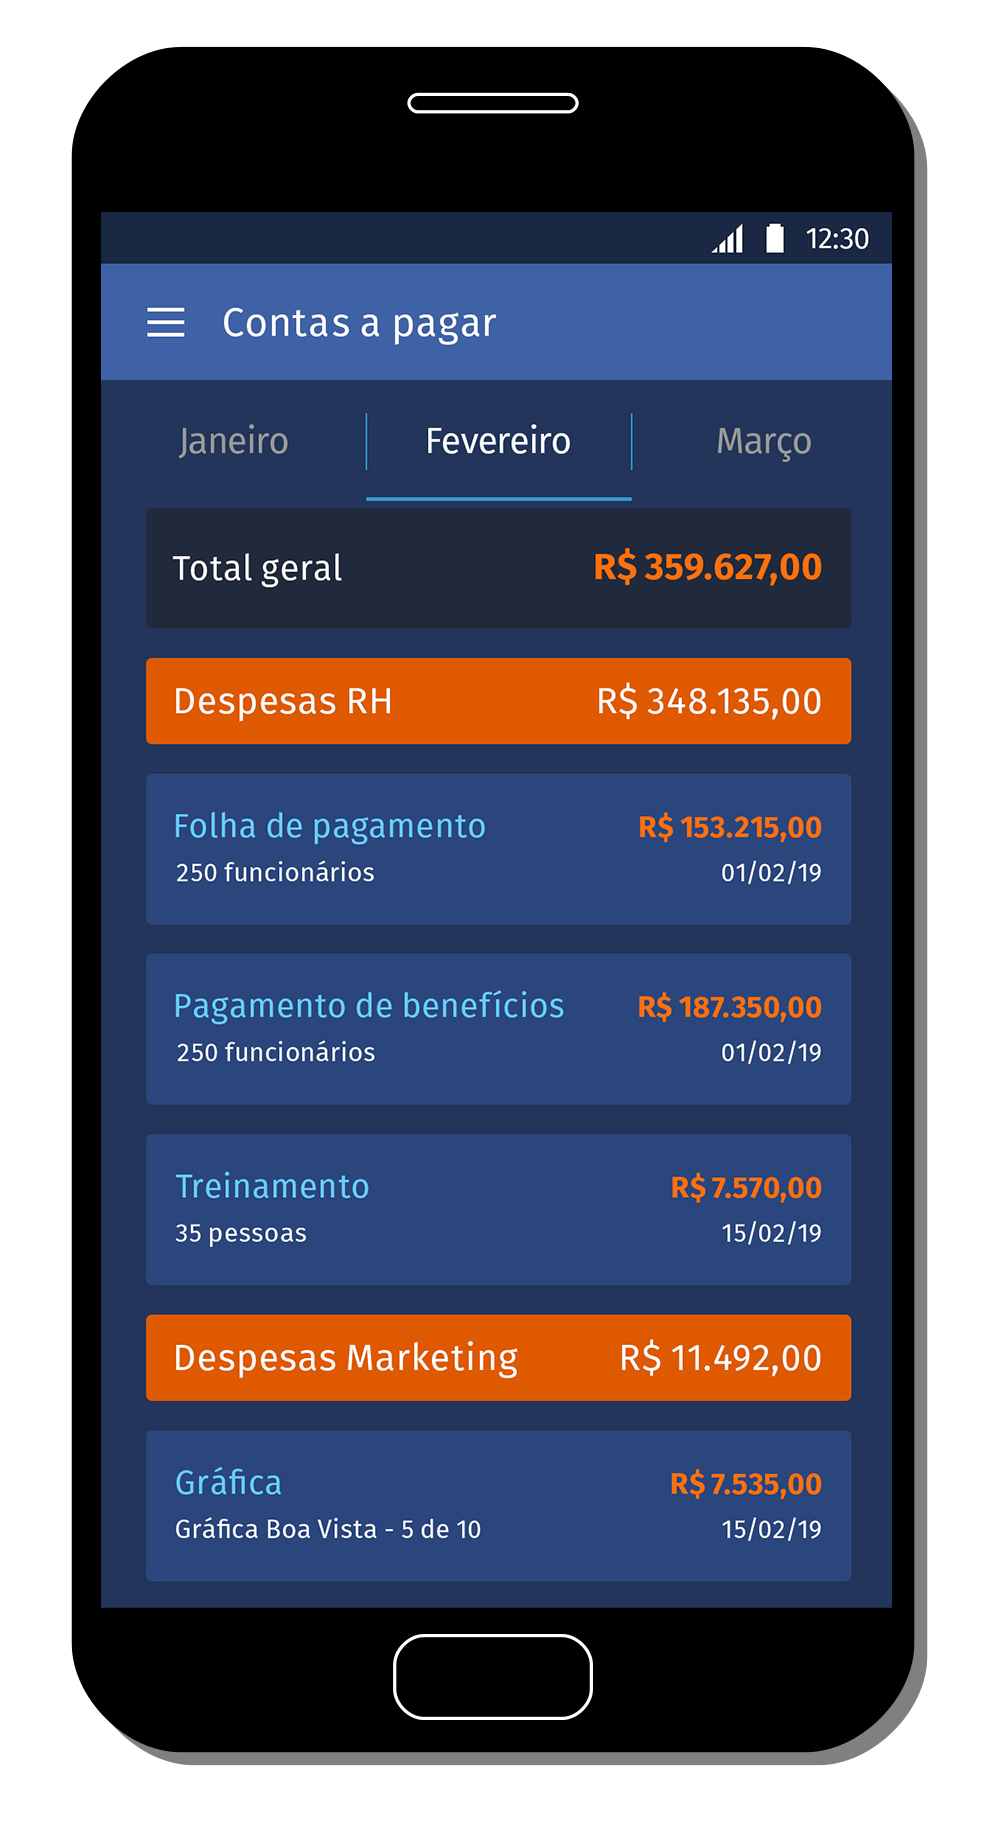 12:30
Contas a pagar
Janeiro Fevereiro Março
Total geral R$ 359.627,00
Despesas RH R$ 348.135,00
Folha de pagamento R$ 153.215,00
250 funcionários 01/02/19
Pagamento de benefícios R$ 187.350,00
250 funcionários 01/02/19
Treinamento R$ 7.570,00
35 pessoas 15/02/19
Despesas Marketing R$ 11.492,00
Gráfica R$ 7.535,00
Gráfica Boa Vista - 5 de 10 15/02/19